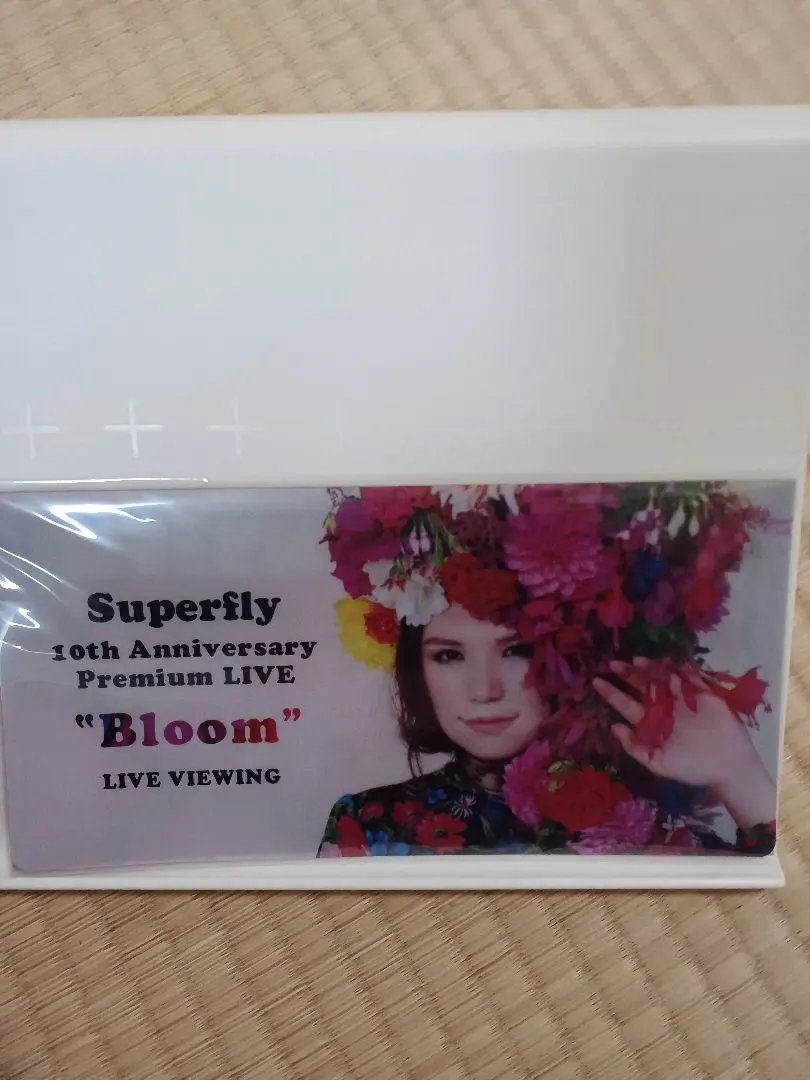 Superfly
10th Anniversary
Premium LIVE
“Bloom”
LIVE VIEWING